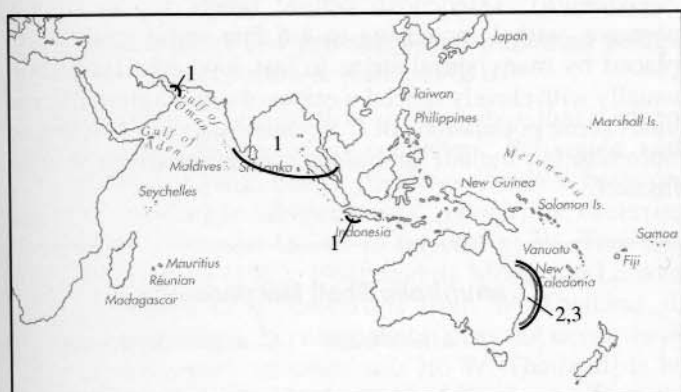 Japan
1
Gulf of
Oman
Taiwan
Philippines
Gulf of
Aden
1
Marshall Is.
Maldives
Sri Lanka
Melanesia
Seychelles
New Guinea
Solomon Is.
1
Indonesia
Samoa
Vanuatu
Fiji
Mauritius
Réunion
New
Caledonia
Madagascar
2,3